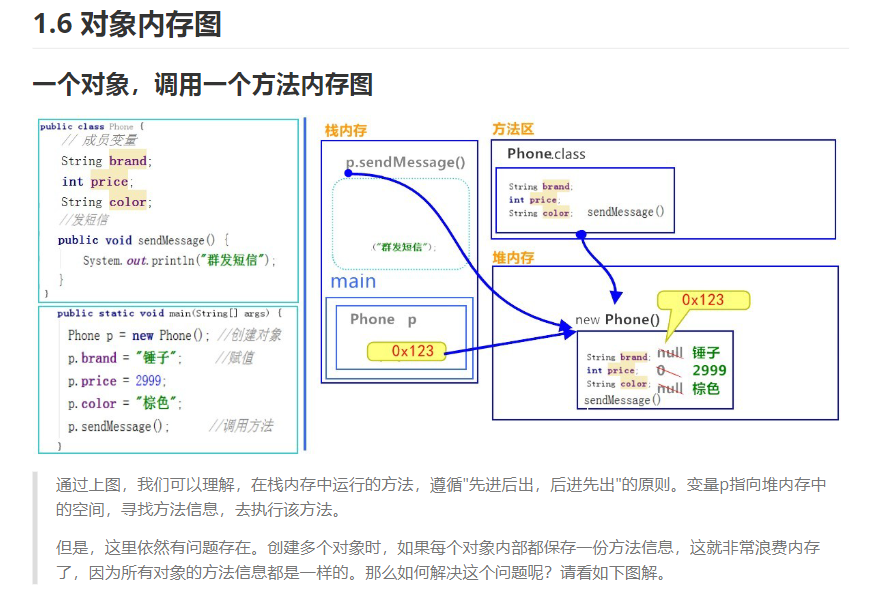 1.6 对象内存图
一个对象，调用一个方法内存图
public class Phone {
// 成员变量
String brand;
int price;
String color;
//发短信
public void sendMessage() {
System.out.println("群发短信");
}
}
public static void main(String[] args) {
Phone p = new Phone(); //创建对象
p.brand = "锤子"; //赋值
p.price = 2999;
p.color = "棕色";
p.sendMessage(); //调用方法
}
栈内存
p.sendMessage()
("群发短信");
main
Phone p
0x123
方法区
Phone.class
String brand;
int price;
String color; sendMessage()
堆内存
0x123
new Phone()
String brand; null 锤子
int price; 0 2999
String color; null 棕色
sendMessage()
通过上图，我们可以理解，在栈内存中运行的方法，遵循"先进后出，后进先出"的原则。变量p指向堆内存中
的空间，寻找方法信息，去执行该方法。
但是，这里依然有问题存在。创建多个对象时，如果每个对象内部都保存一份方法信息，这就非常浪费内存
了，因为所有对象的方法信息都是一样的。那么如何解决这个问题呢？请看如下图解。